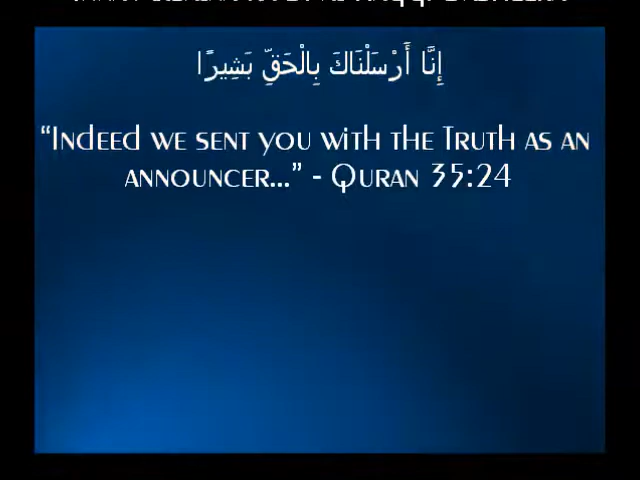 إِنَّا أَرْسَلْنَاكَ بِالْحَقِّ بَشِيرًا
“Indeed we sent you with the Truth as an
announcer...” - Quran 35:24